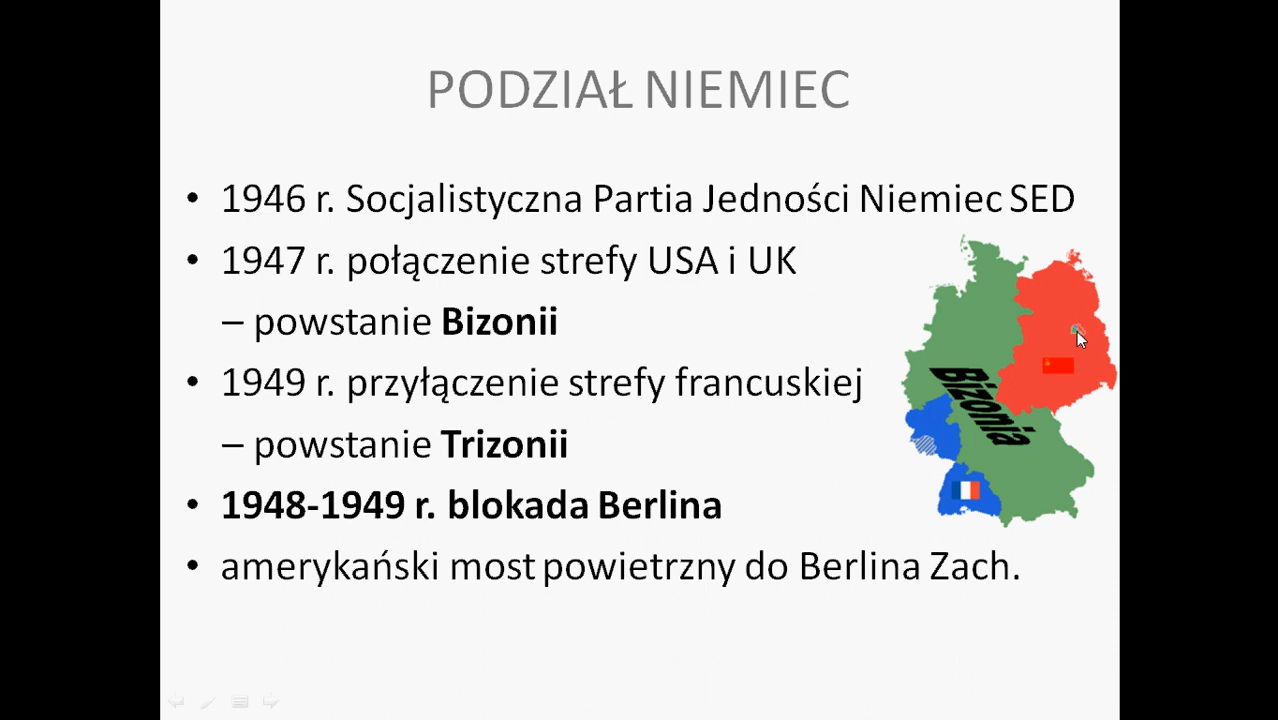 PODZIAŁ NIEMIEC
• 1946 r. Socjalistyczna Partia Jedności Niemiec SED
• 1947 r. połączenie strefy USA i UK
– powstanie Bizonii
• 1949 r. przyłączenie strefy francuskiej
– powstanie Trizonii
• 1948-1949 r. blokada Berlina
• amerykański most powietrzny do Berlina Zach.
Bizonia